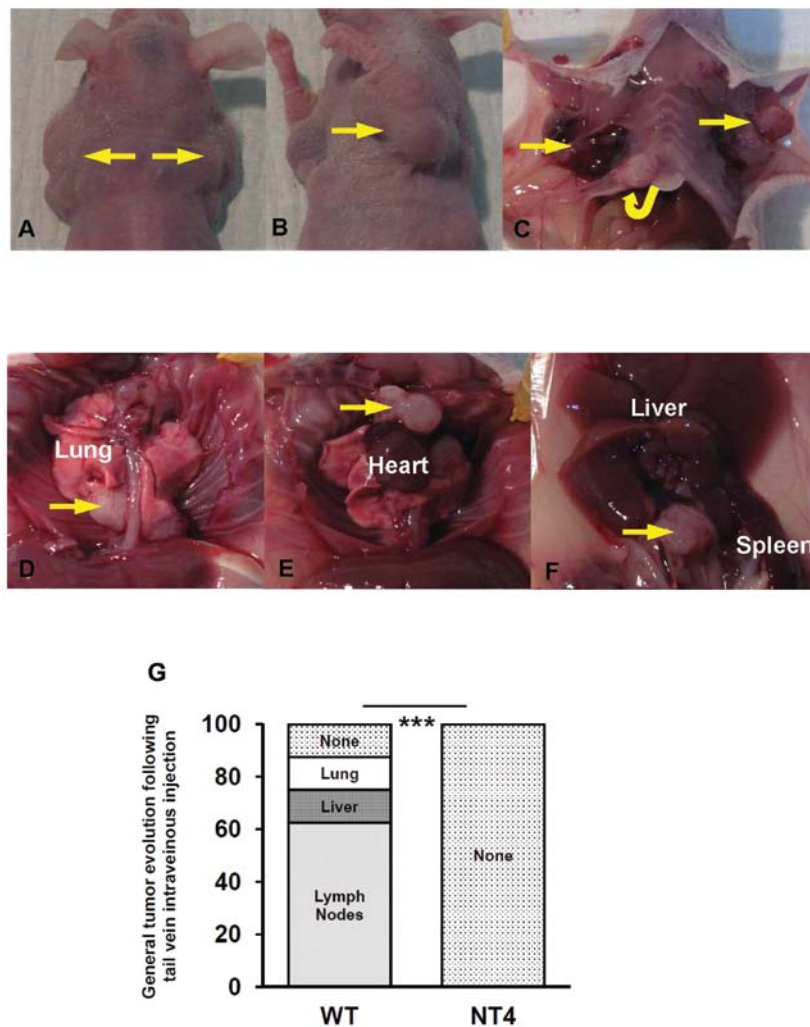 A
B
C
Lung
D
Heart
E
Liver
Spleen
F
G
General tumor evolution following
tail vein intraveinous injection
100
80
60
40
20
0
***
None
Lung
Liver
Lymph
Nodes
None
WT
NT4